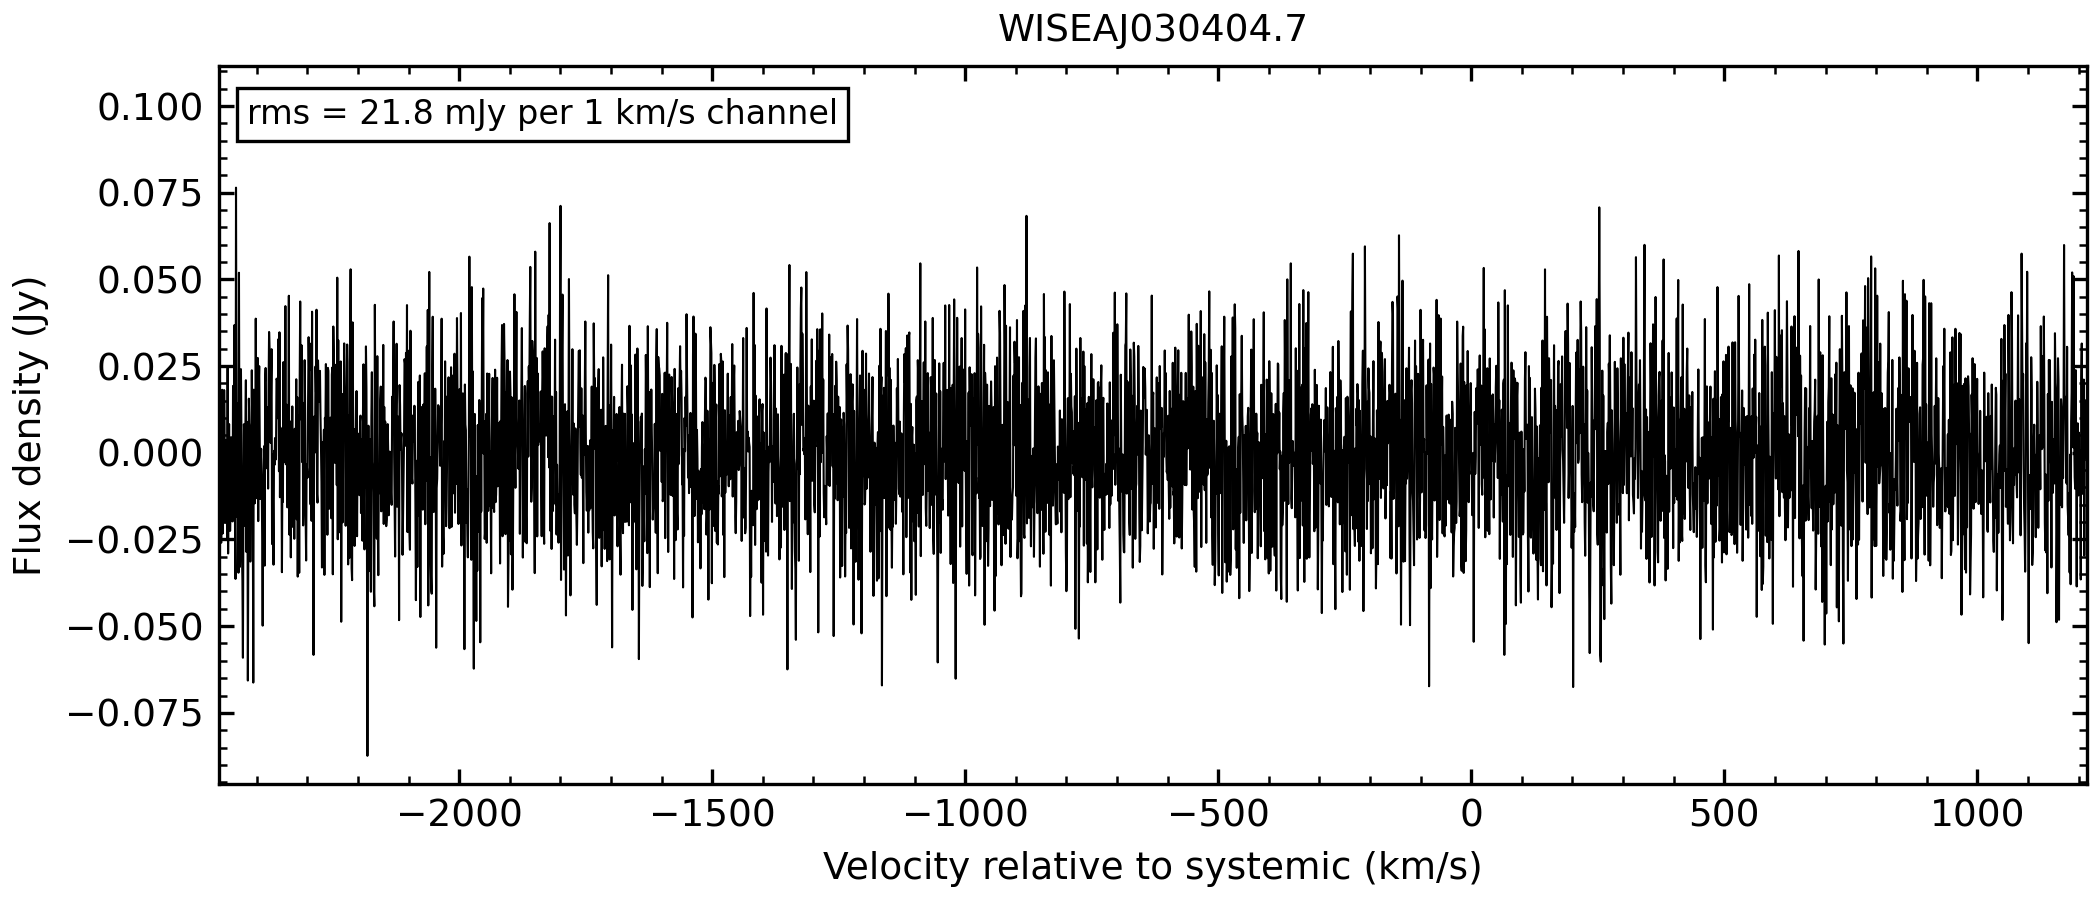 WISEAJ030404.7
rms = 21.8 mJy per 1 km/s channel
0.100
0.075
0.050
0.025
0.000
−0.025
−0.050
−0.075
Flux density (Jy)
−2000 −1500 −1000 −500 0 500 1000
Velocity relative to systemic (km/s)